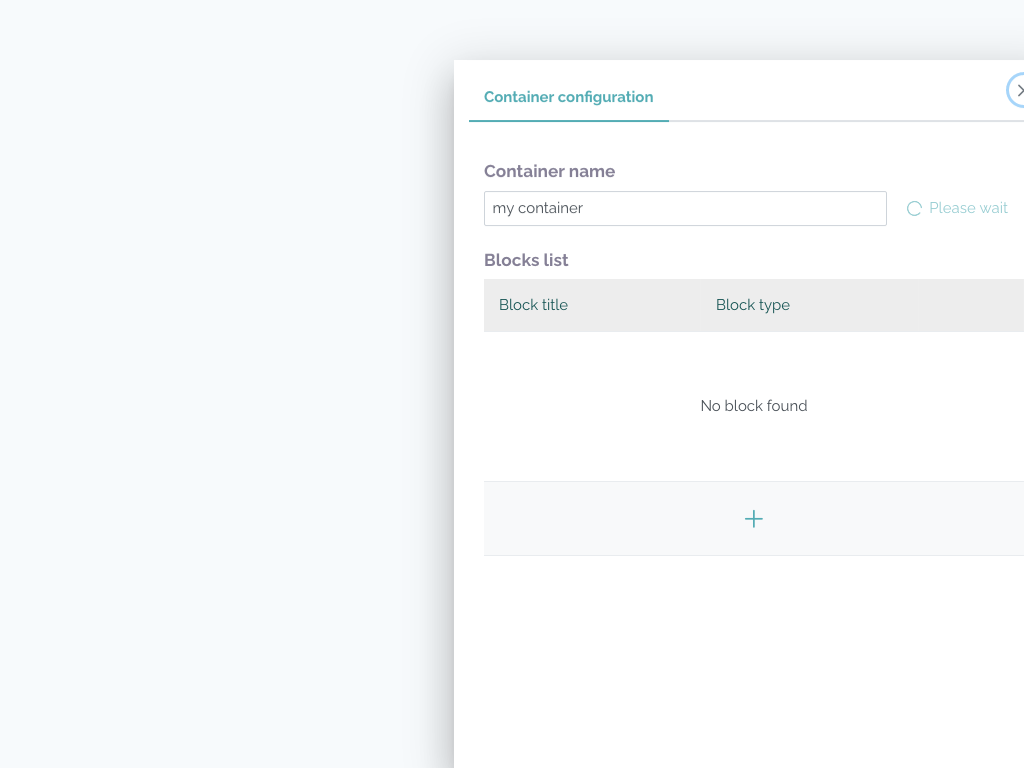 Container configuration
Container name
my container
Please wait
Blocks list
Block title Block type
No block found